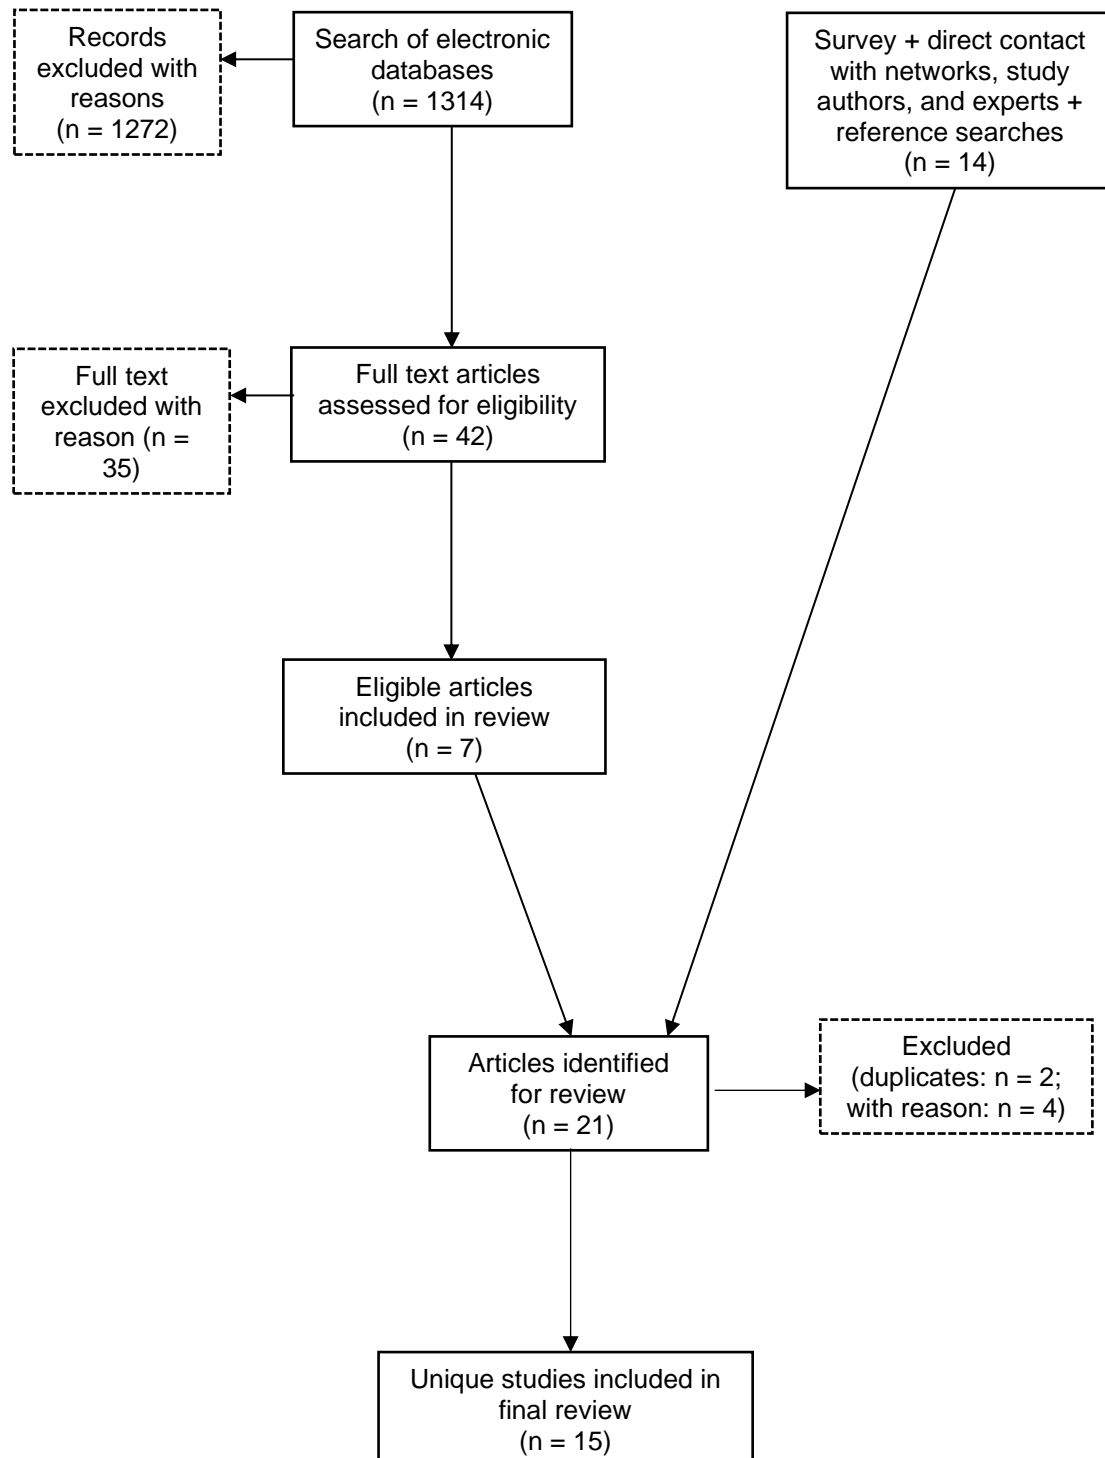 Records
excluded with
reasons
(n = 1272)
Search of electronic
databases
(n = 1314)
Survey + direct contact
with networks, study
authors, and experts +
reference searches
(n = 14)
Full text
excluded with
reason (n =
35)
Full text articles
assessed for eligibility
(n = 42)
Eligible articles
included in review
(n = 7)
Articles identified
for review
(n = 21)
Excluded
(duplicates: n = 2;
with reason: n = 4)
Unique studies included in
final review
(n = 15)